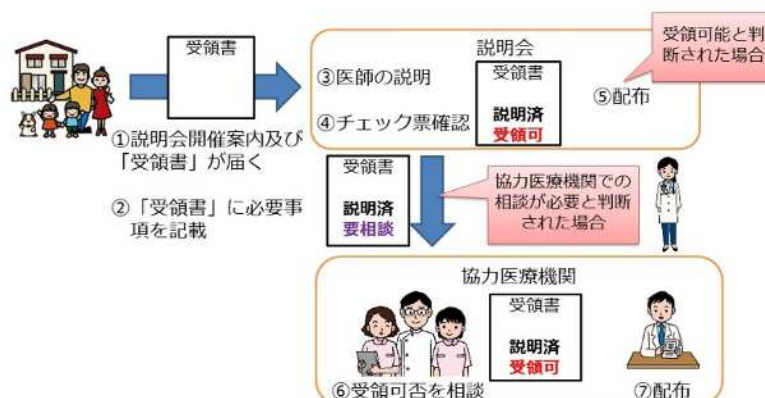 受領書
①説明会開催案内及び
「受領書」が届く
②「受領書」に必要事
項を記載
説明会
③医師の説明
④チェック票確認
受領書
説明済
受領可
⑤配布
受領可能と判
断された場合
受領書
説明済
要相談
協力医療機関での
相談が必要と判断
された場合
協力医療機関
受領書
説明済
受領可
⑥受領可否を相談
⑦配布